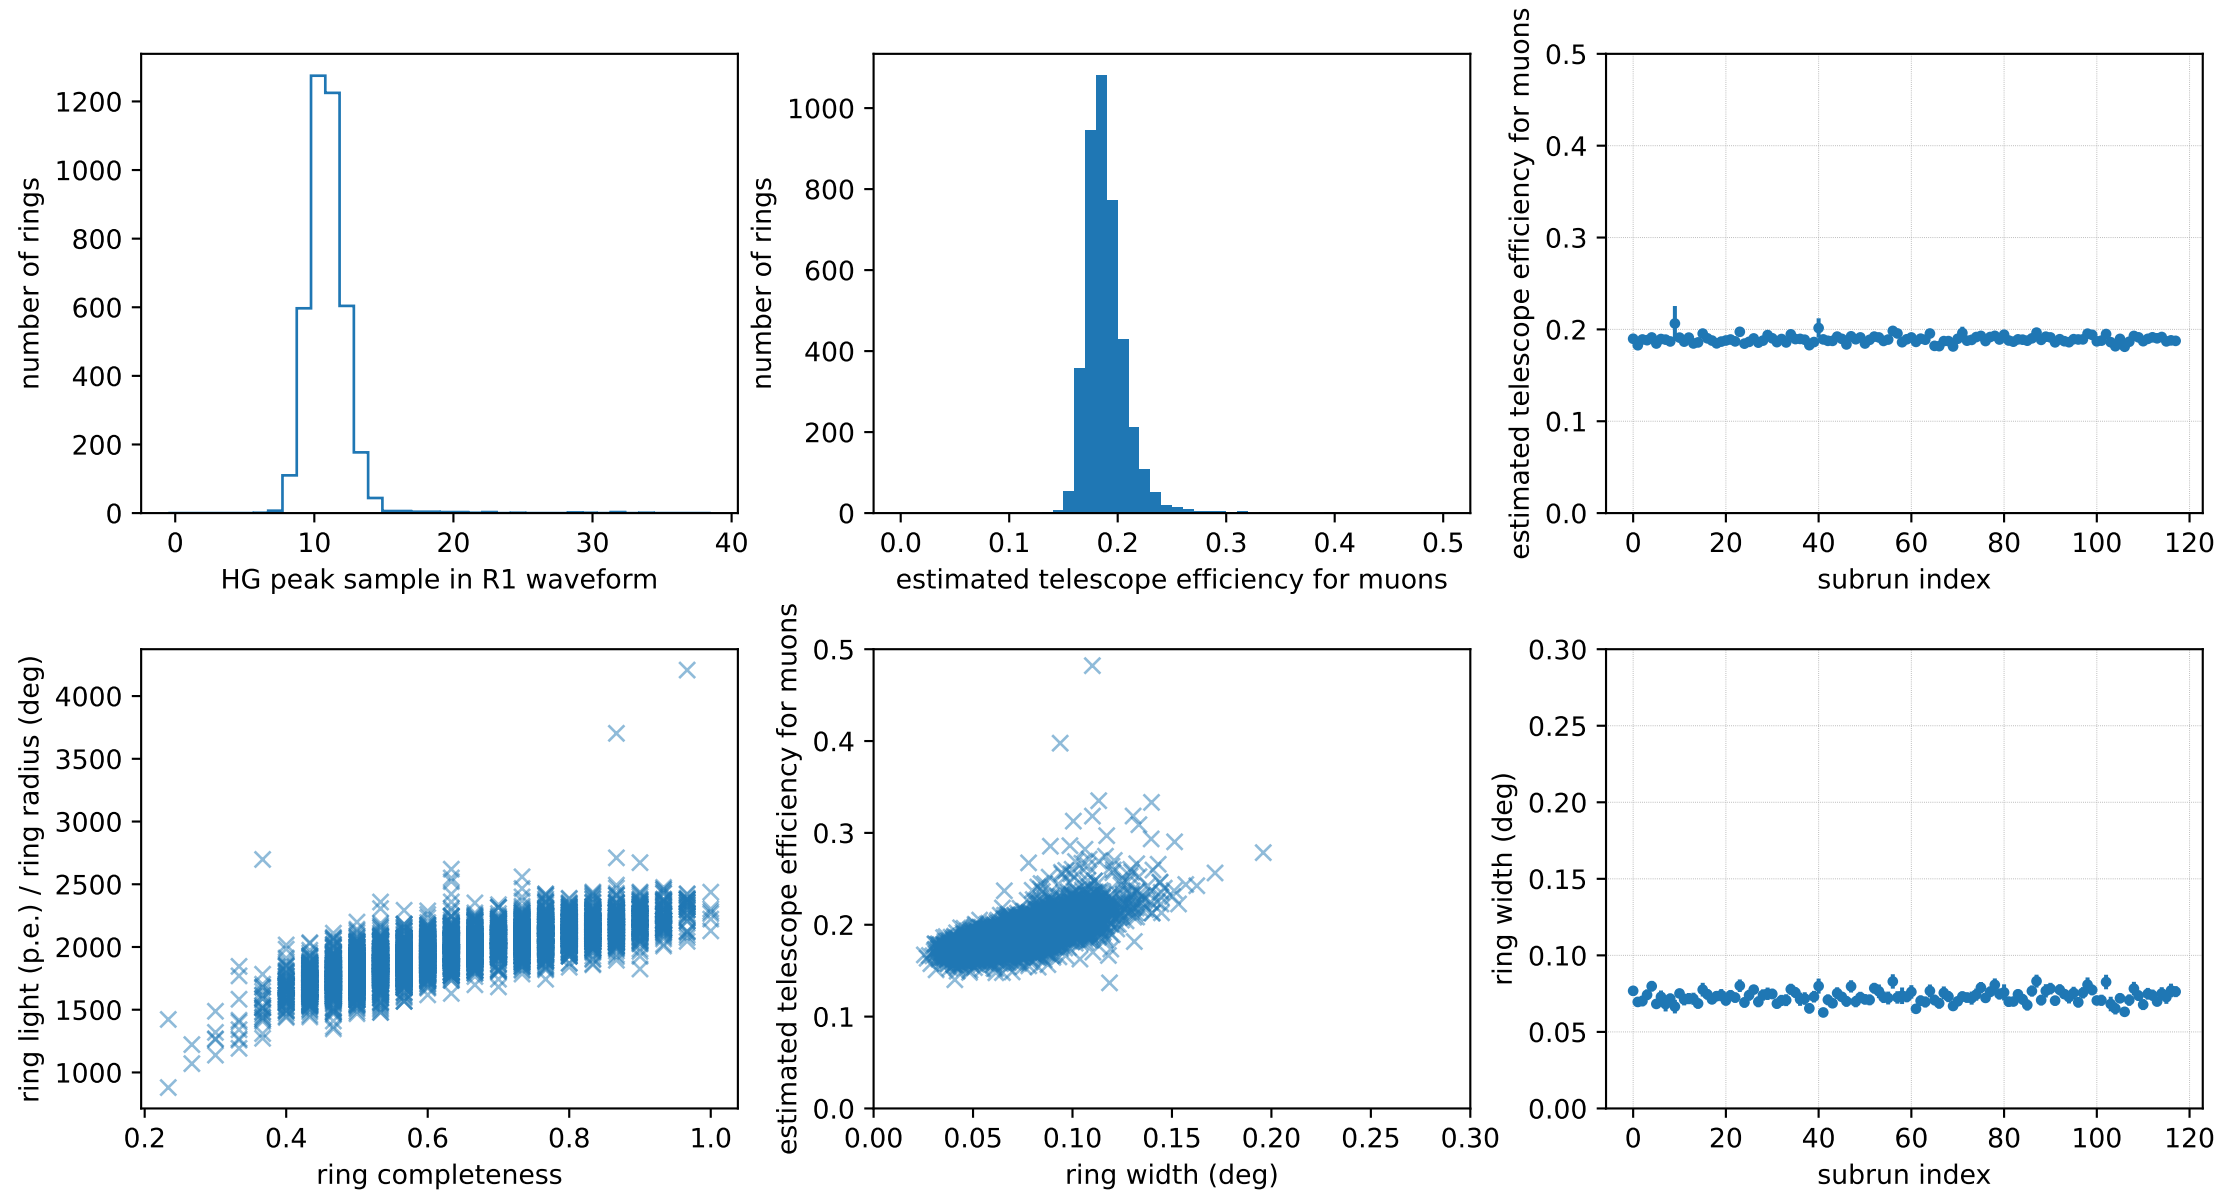 number of rings
1200
1000
800
600
400
200
0
0 10 20 30 40
HG peak sample in R1 waveform
number of rings
1000
800
600
400
200
0
0.0 0.1 0.2 0.3 0.4 0.5
estimated telescope efficiency for muons
estimated telescope efficiency for muons
0.5
0.4
0.3
0.2
0.1
0.0
0 20 40 60 80 100 120
subrun index
ring light (p.e.) / ring radius (deg)
4000
3500
3000
2500
2000
1500
1000
0.2 0.4 0.6 0.8 1.0
ring completeness
estimated telescope efficiency for muons
0.5
0.4
0.3
0.2
0.1
0.0
0.00 0.05 0.10 0.15 0.20 0.25 0.30
ring width (deg)
ring width (deg)
0.30
0.25
0.20
0.15
0.10
0.05
0.00
0 20 40 60 80 100 120
subrun index